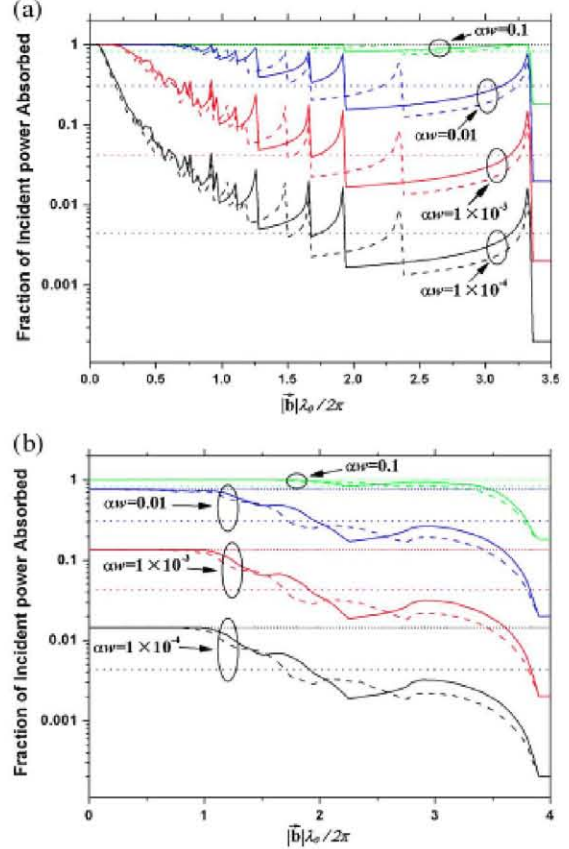 (a)
Fraction of Incident power Absorbed
1
0.1
0.01
0.001
αw=0.1
αw=0.01
αw=1×10⁻³
αw=1×10⁻⁴
0.0 0.5 1.0 1.5 2.0 2.5 3.0 3.5
|b⃗|λ₀/2π
(b)
Fraction of Incident power Absorbed
1
0.1
0.01
0.001
αw=0.1
αw=0.01
αw=1×10⁻³
αw=1×10⁻⁴
0 1 2 3 4
|b⃗|λ₀/2π